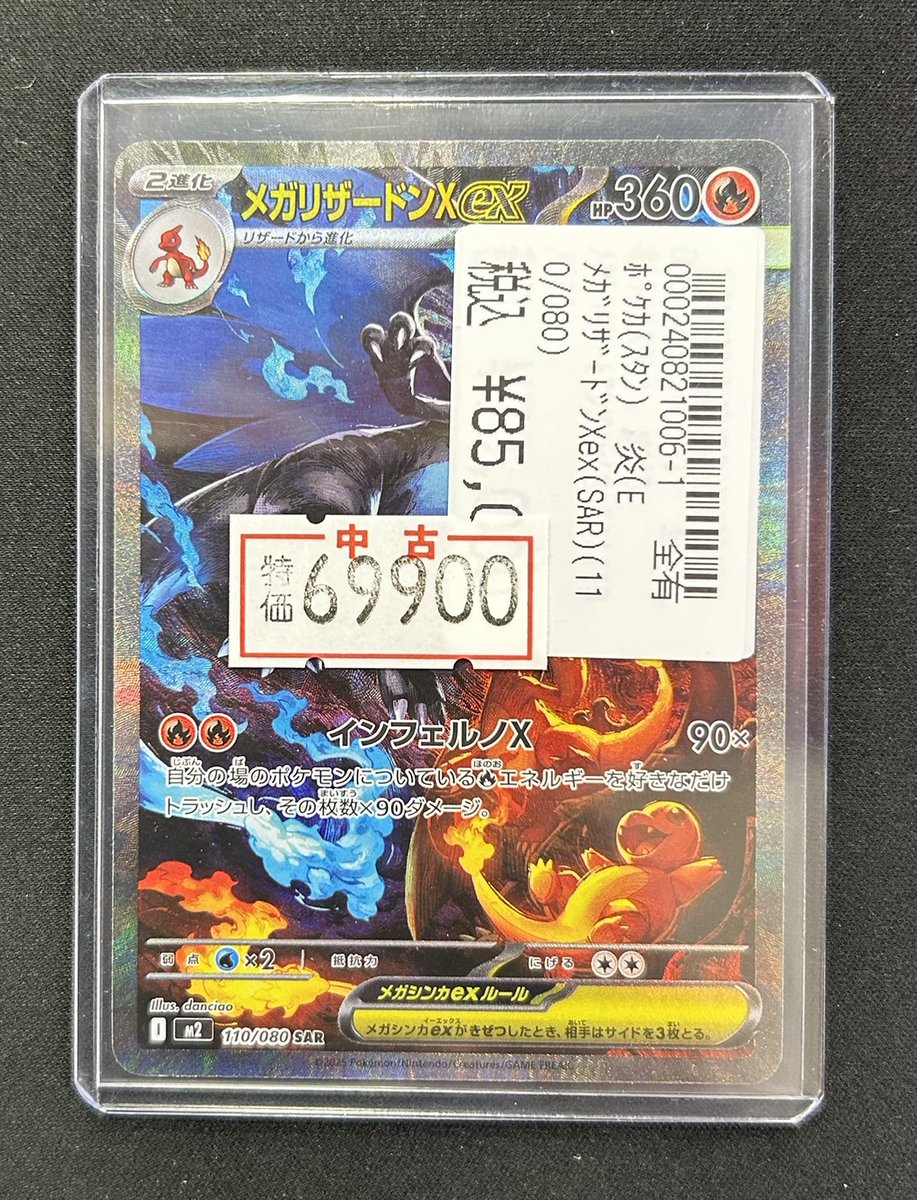 2進化
メガリザードンXex
HP360
リザードから進化
00024082１006-1
ポケカ(スタン) 炎(E 全有
メガリザードンXex(SAR)(11
0/080)
税込 ¥85,0
中古
特価 69900
インフェルノX 90×
自分の場のポケモンについている エネルギーを好きなだけ
トラッシュし、その枚数×90ダメージ。
弱点 ×2 抵抗力 にげる
メガシンカexルール
メガシンカexがきぜつしたとき、相手はサイドを3枚とる。
Illus. danciao
I M2 110/080 SAR
©2025 Pokémon/Nintendo/Creatures/GAME FREAK